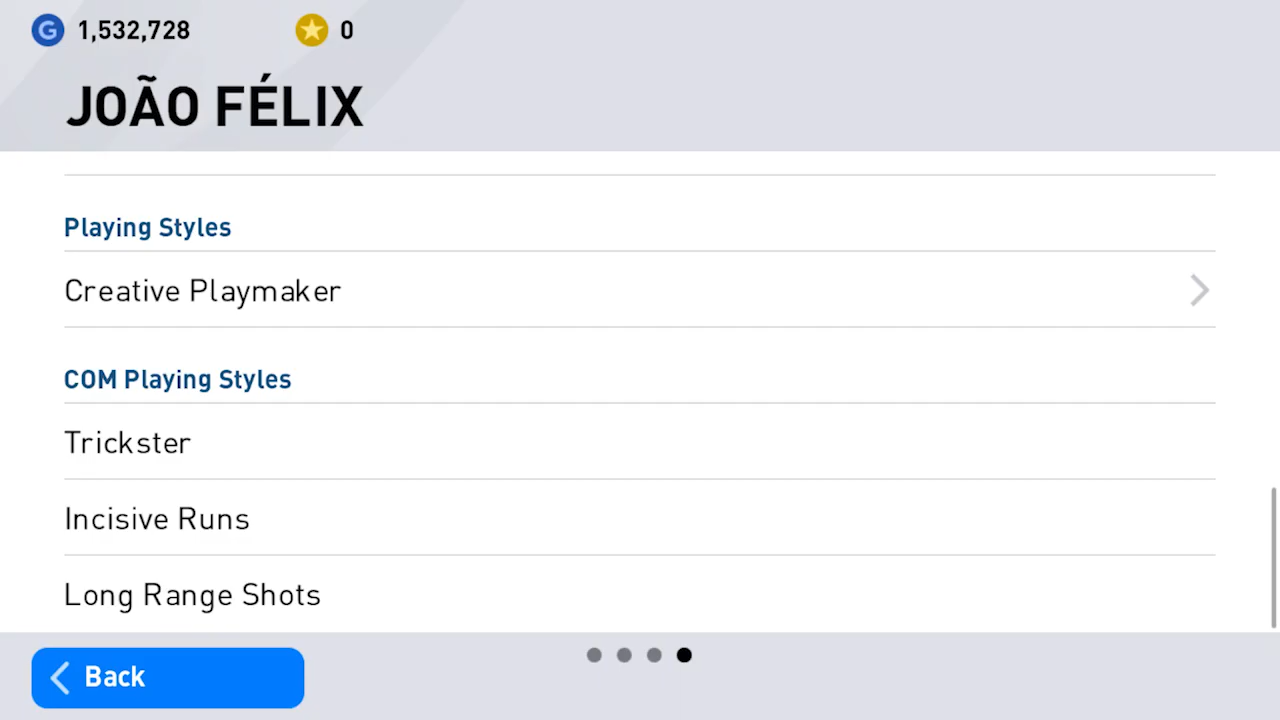 G 1,532,728 0
JOÃO FÉLIX
Playing Styles
Creative Playmaker
COM Playing Styles
Trickster
Incisive Runs
Long Range Shots
Back